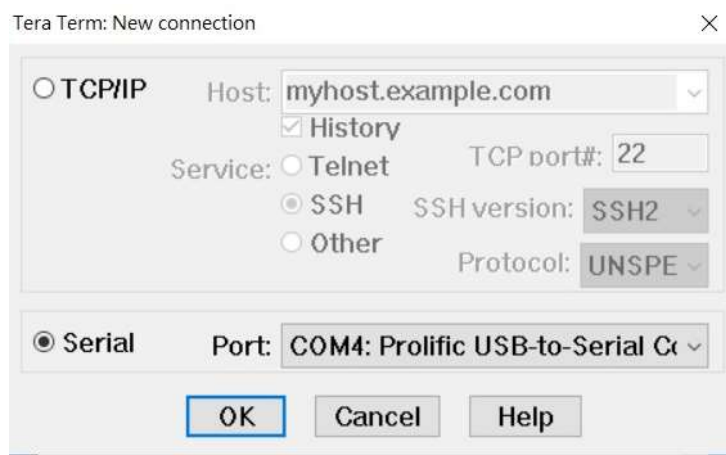 Tera Term: New connection
TCP/IP Host: myhost.example.com
History
Service: Telnet TCP port#: 22
SSH SSH version: SSH2
Other Protocol: UNSPE
Serial Port: COM4: Prolific USB-to-Serial Co
OK Cancel Help